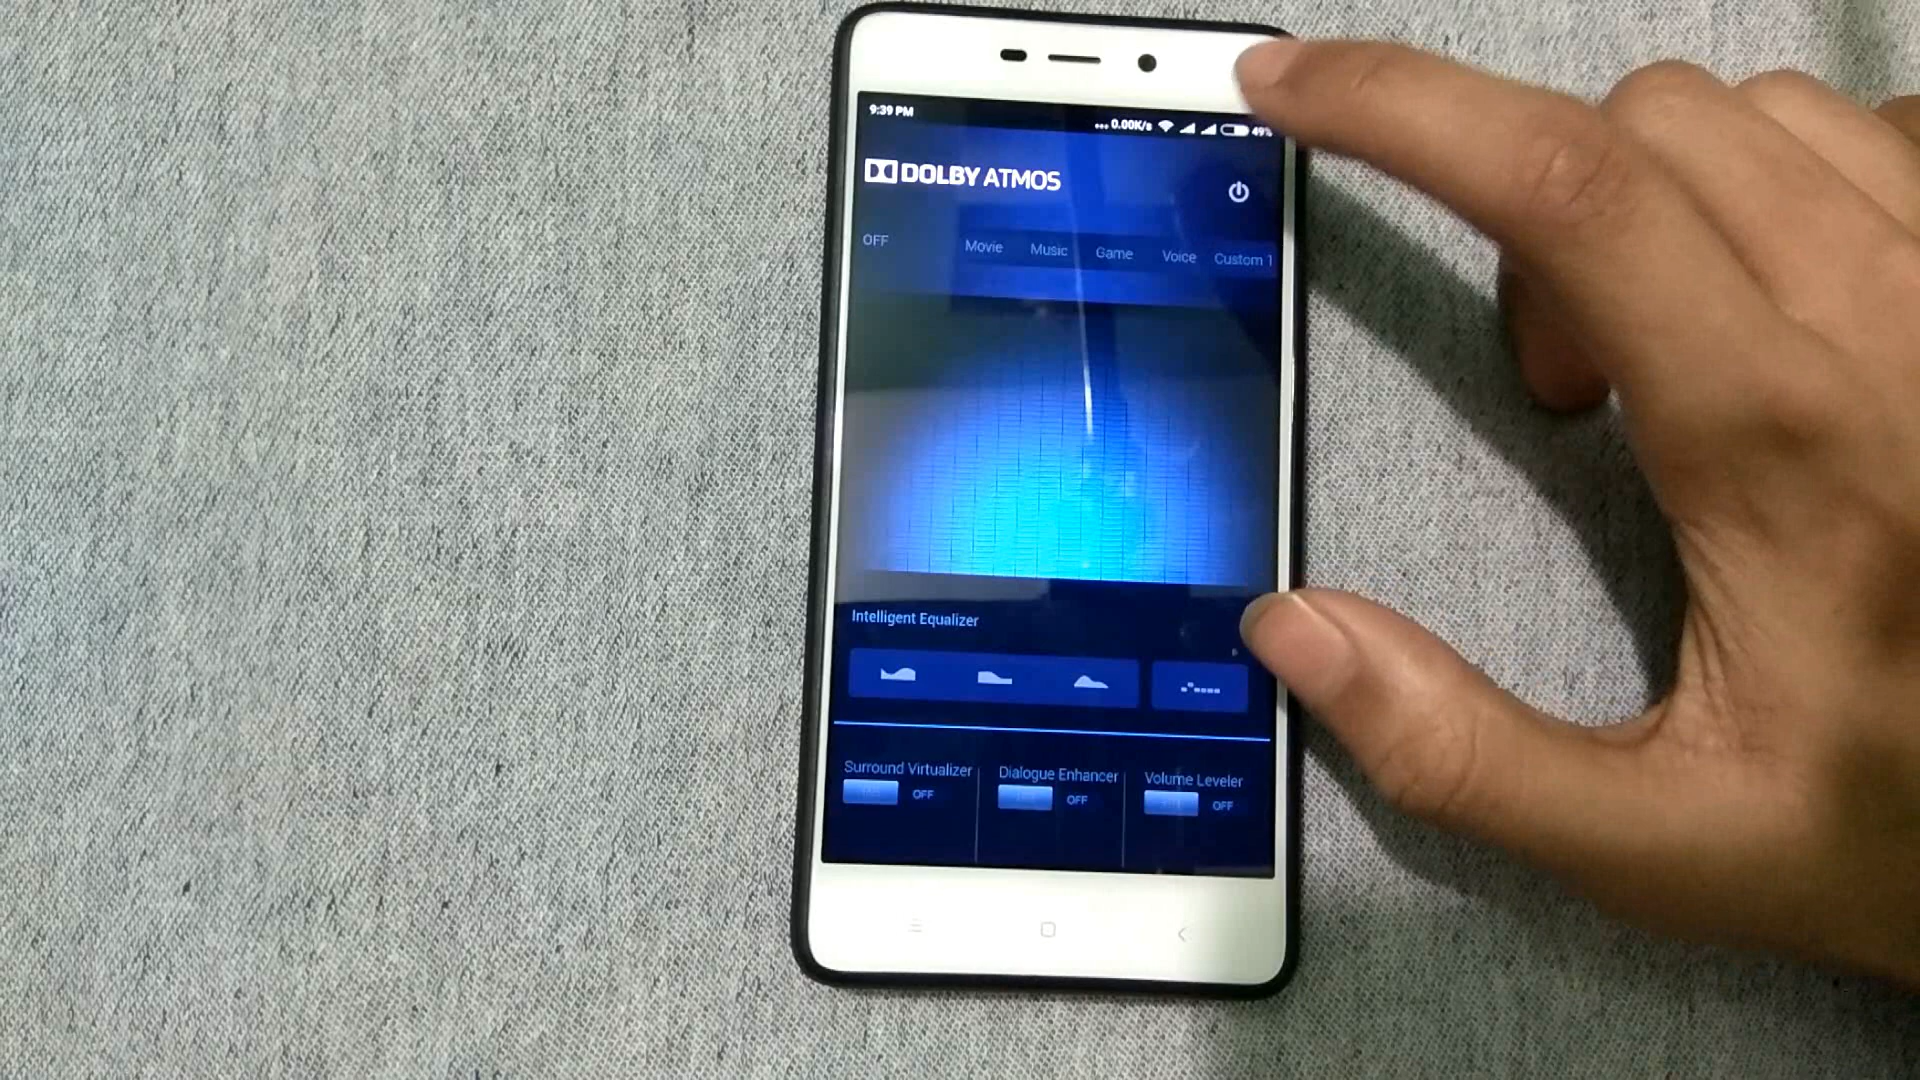 9:39 PM
... 0.00K/s 49%
DOLBY ATMOS
OFF Movie Music Game Voice Custom 1
Intelligent Equalizer
Surround Virtualizer Dialogue Enhancer Volume Leveler
OFF OFF OFF